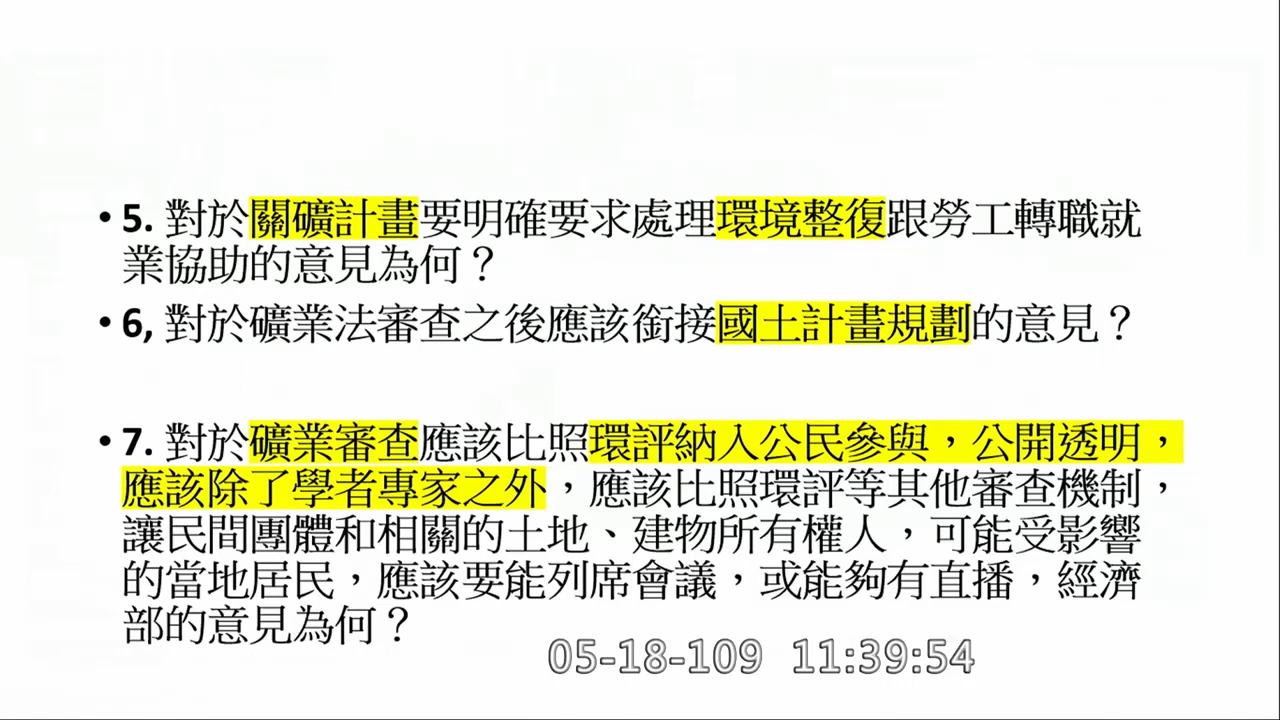 • 5. 對於關礦計畫要明確要求處理環境整復跟勞工轉職就
業協助的意見為何？
• 6, 對於礦業法審查之後應該銜接國土計畫規劃的意見？
• 7. 對於礦業審查應該比照環評納入公民參與，公開透明，
應該除了學者專家之外，應該比照環評等其他審查機制，
讓民間團體和相關的土地、建物所有權人，可能受影響
的當地居民，應該要能列席會議，或能夠有直播，經濟
部的意見為何？
05-18-109 11:39:54